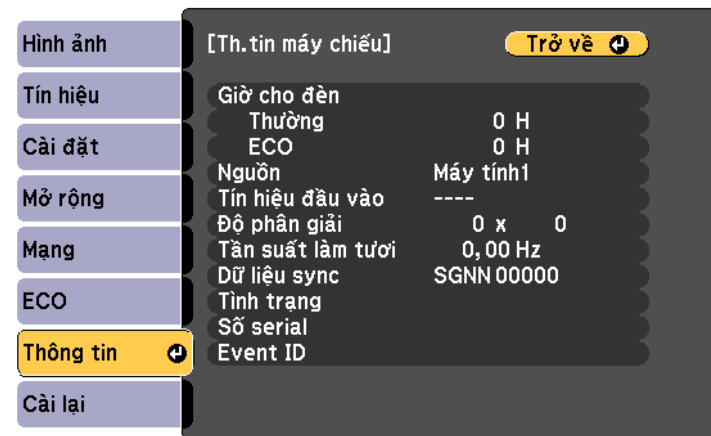 Hình ảnh
Tín hiệu
Cài đặt
Mở rộng
Mạng
ECO
Thông tin
Cài lại
[Th.tin máy chiếu]
Trở về
Giờ cho đèn
Thường 0 H
ECO 0 H
Nguồn Máy tính1
Tín hiệu đầu vào ----
Độ phân giải 0 x 0
Tần suất làm tươi 0,00 Hz
Dữ liệu sync SGNN 00000
Tình trạng
Số serial
Event ID